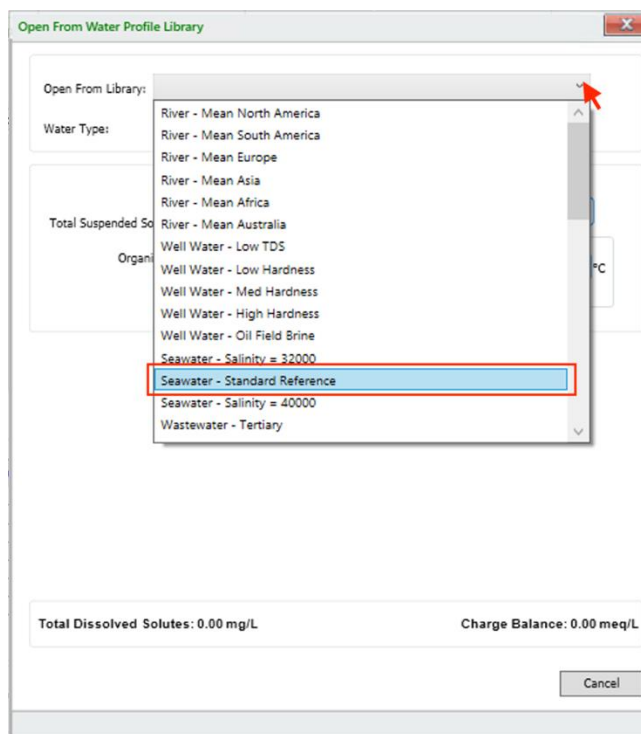 Open From Water Profile Library
Open From Library:
River - Mean North America
Water Type:
River - Mean South America
River - Mean Europe
River - Mean Asia
River - Mean Africa
Total Suspended So
River - Mean Australia
Well Water - Low TDS
Organi
°C
Well Water - Low Hardness
Well Water - Med Hardness
Well Water - High Hardness
Well Water - Oil Field Brine
Seawater - Salinity = 32000
Seawater - Standard Reference
Seawater - Salinity = 40000
Wastewater - Tertiary
Total Dissolved Solutes: 0.00 mg/L
Charge Balance: 0.00 meq/L
Cancel